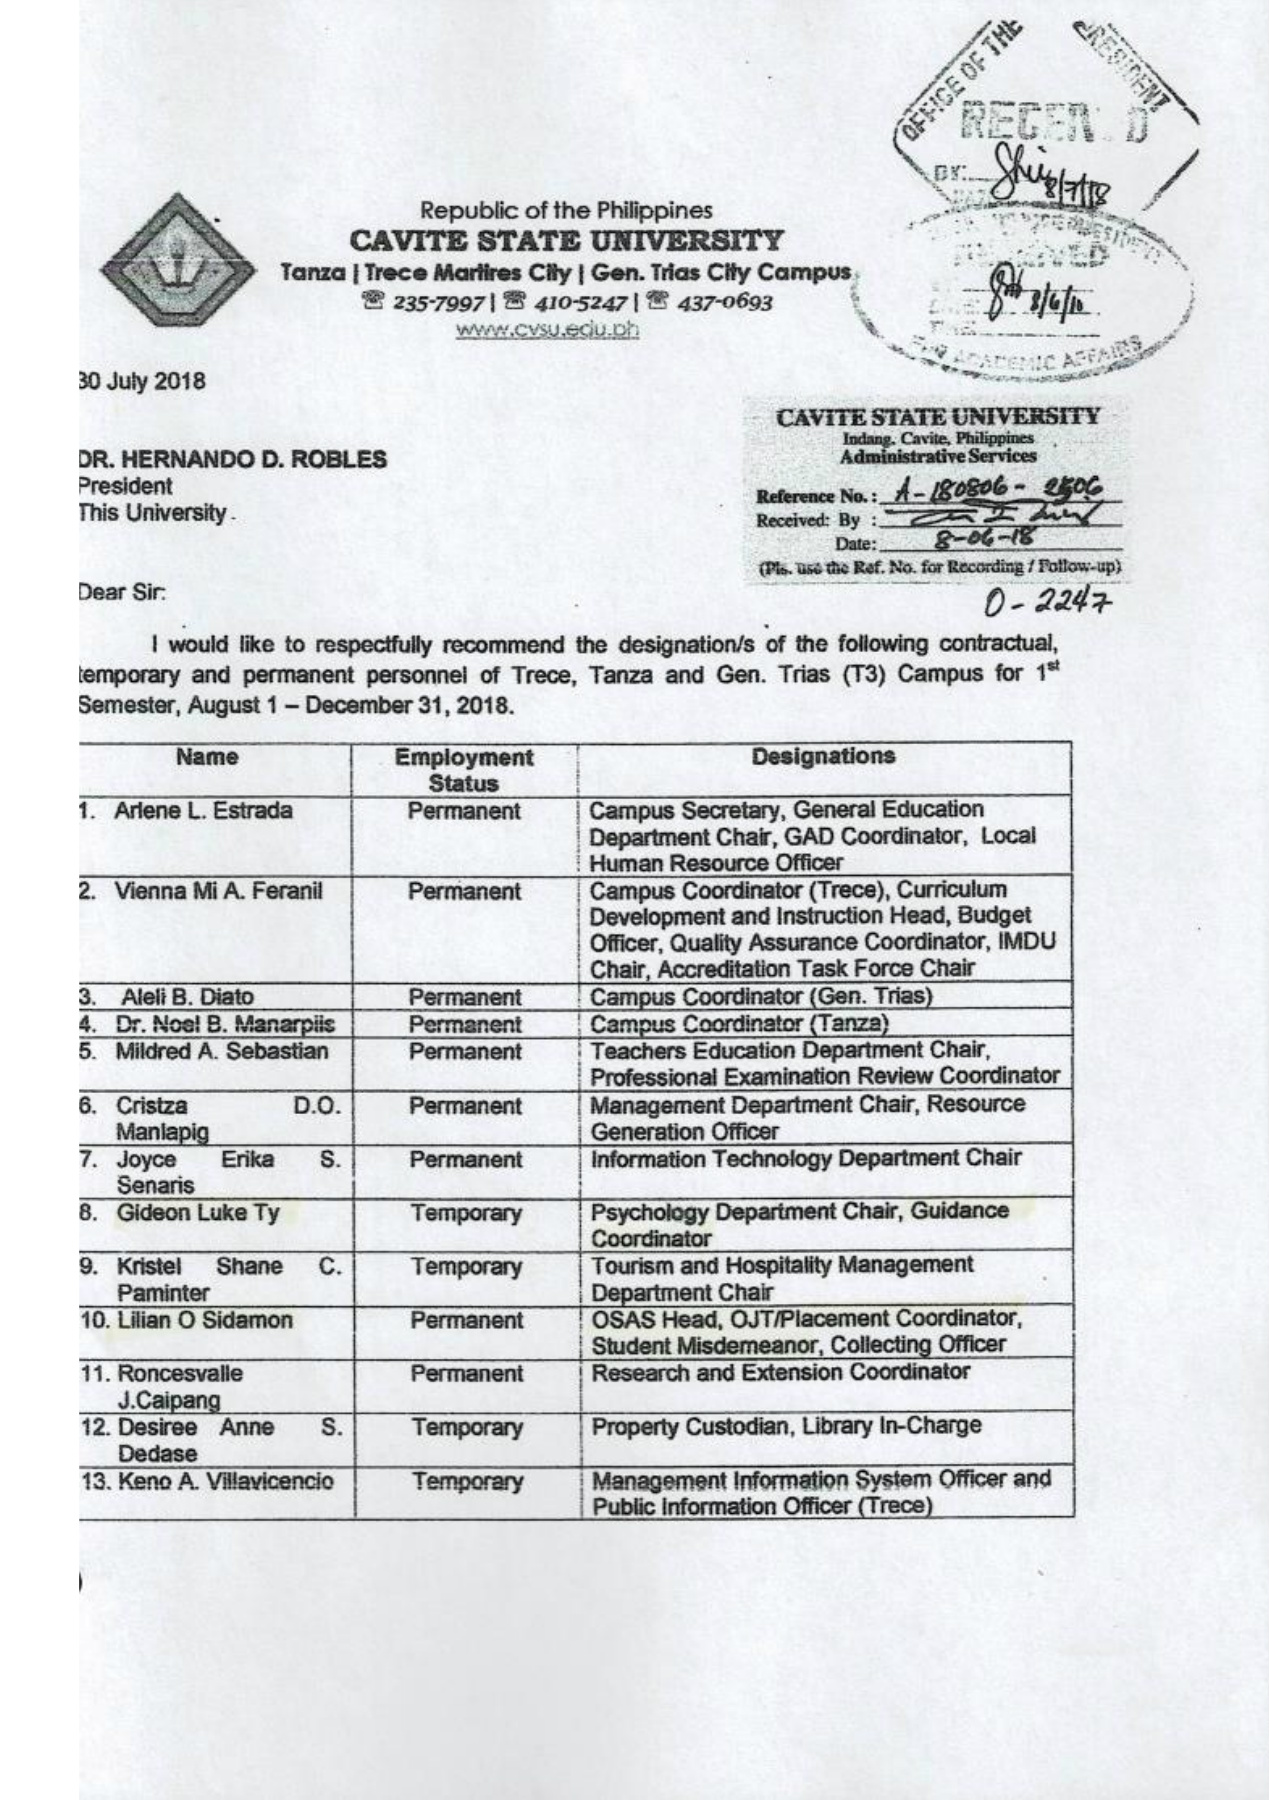 OFFICE OF THE PRESIDENT
BY:
8/7/18
Republic of the Philippines
CAVITE STATE UNIVERSITY
Tanza | Trece Martires City | Gen. Trias City Campus
☏ 235-7997 | ☏ 410-5247 | ☏ 437-0693
www.cvsu.edu.ph
FOR ACADEMIC AFFAIRS
30 July 2018
CAVITE STATE UNIVERSITY
Indang, Cavite, Philippines
Administrative Services
Reference No.: A-180806-2506
Received: By :
Date: 8-06-18
(Pls. use the Ref. No. for Recording / Follow-up)
0-2247
DR. HERNANDO D. ROBLES
President
This University
Dear Sir:
I would like to respectfully recommend the designation/s of the following contractual,
temporary and permanent personnel of Trece, Tanza and Gen. Trias (T3) Campus for 1st
Semester, August 1 – December 31, 2018.
Name Employment Designations
Status
1. Arlene L. Estrada Permanent Campus Secretary, General Education
Department Chair, GAD Coordinator, Local
Human Resource Officer
2. Vienna Mi A. Feranil Permanent Campus Coordinator (Trece), Curriculum
Development and Instruction Head, Budget
Officer, Quality Assurance Coordinator, IMDU
Chair, Accreditation Task Force Chair
3. Aleli B. Diato Permanent Campus Coordinator (Gen. Trias)
4. Dr. Noel B. Manarpiis Permanent Campus Coordinator (Tanza)
5. Mildred A. Sebastian Permanent Teachers Education Department Chair,
Professional Examination Review Coordinator
6. Cristza D.O. Permanent Management Department Chair, Resource
Manlapig Generation Officer
7. Joyce Erika S. Permanent Information Technology Department Chair
Senaris
8. Gideon Luke Ty Temporary Psychology Department Chair, Guidance
Coordinator
9. Kristel Shane C. Temporary Tourism and Hospitality Management
Paminter Department Chair
10. Lilian O Sidamon Permanent OSAS Head, OJT/Placement Coordinator,
Student Misdemeanor, Collecting Officer
11. Roncesvalle Permanent Research and Extension Coordinator
J.Caipang
12. Desiree Anne S. Temporary Property Custodian, Library In-Charge
Dedase
13. Keno A. Villavicencio Temporary Management Information System Officer and
Public Information Officer (Trece)